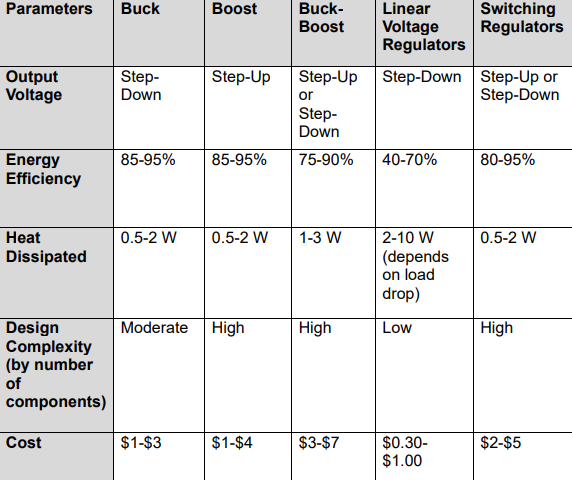 Parameters Buck Boost Buck- Linear Switching
Boost Voltage Regulators
Regulators
Output Step- Step-Up Step-Up Step-Down Step-Up or
Voltage Down or Step-Down
Step-
Down
Energy 85-95% 85-95% 75-90% 40-70% 80-95%
Efficiency
Heat 0.5-2 W 0.5-2 W 1-3 W 2-10 W 0.5-2 W
Dissipated (depends
on load
drop)
Design Moderate High High Low High
Complexity
(by number
of
components)
Cost $1-$3 $1-$4 $3-$7 $0.30- $2-$5
$1.00